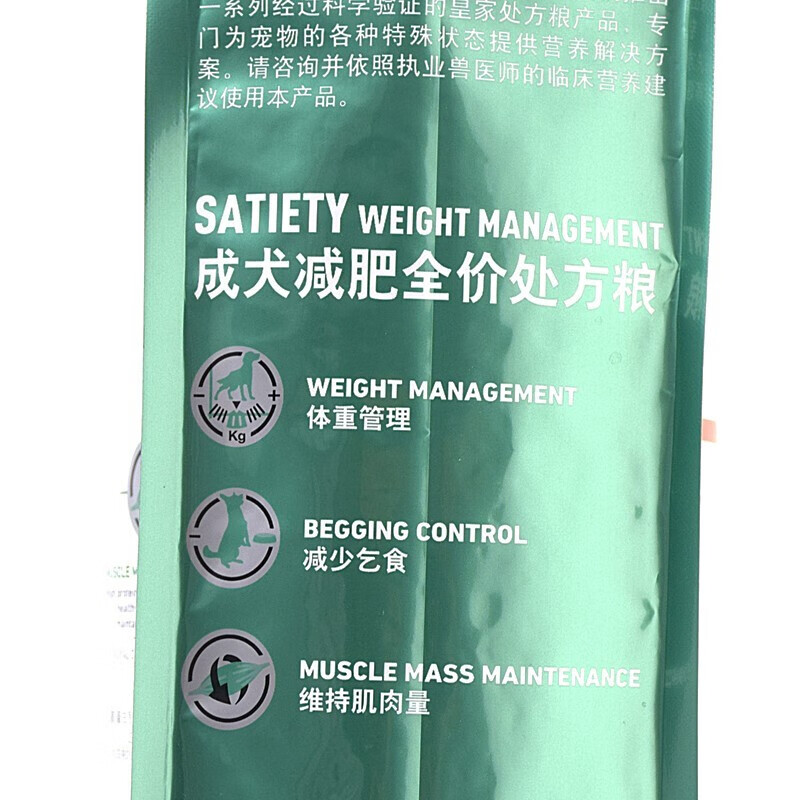 一系列经过科学验证的皇家处方粮产品、专
门为宠物的各种特殊状态提供营养解决方
案。请咨询并依照执业兽医师的临床营养建
议使用本产品。
SATIETY WEIGHT MANAGEMENT
成犬减肥全价处方粮
WEIGHT MANAGEMENT
体重管理
- +
Kg
BEGGING CONTROL
减少乞食
MUSCLE MASS MAINTENANCE
维持肌肉量